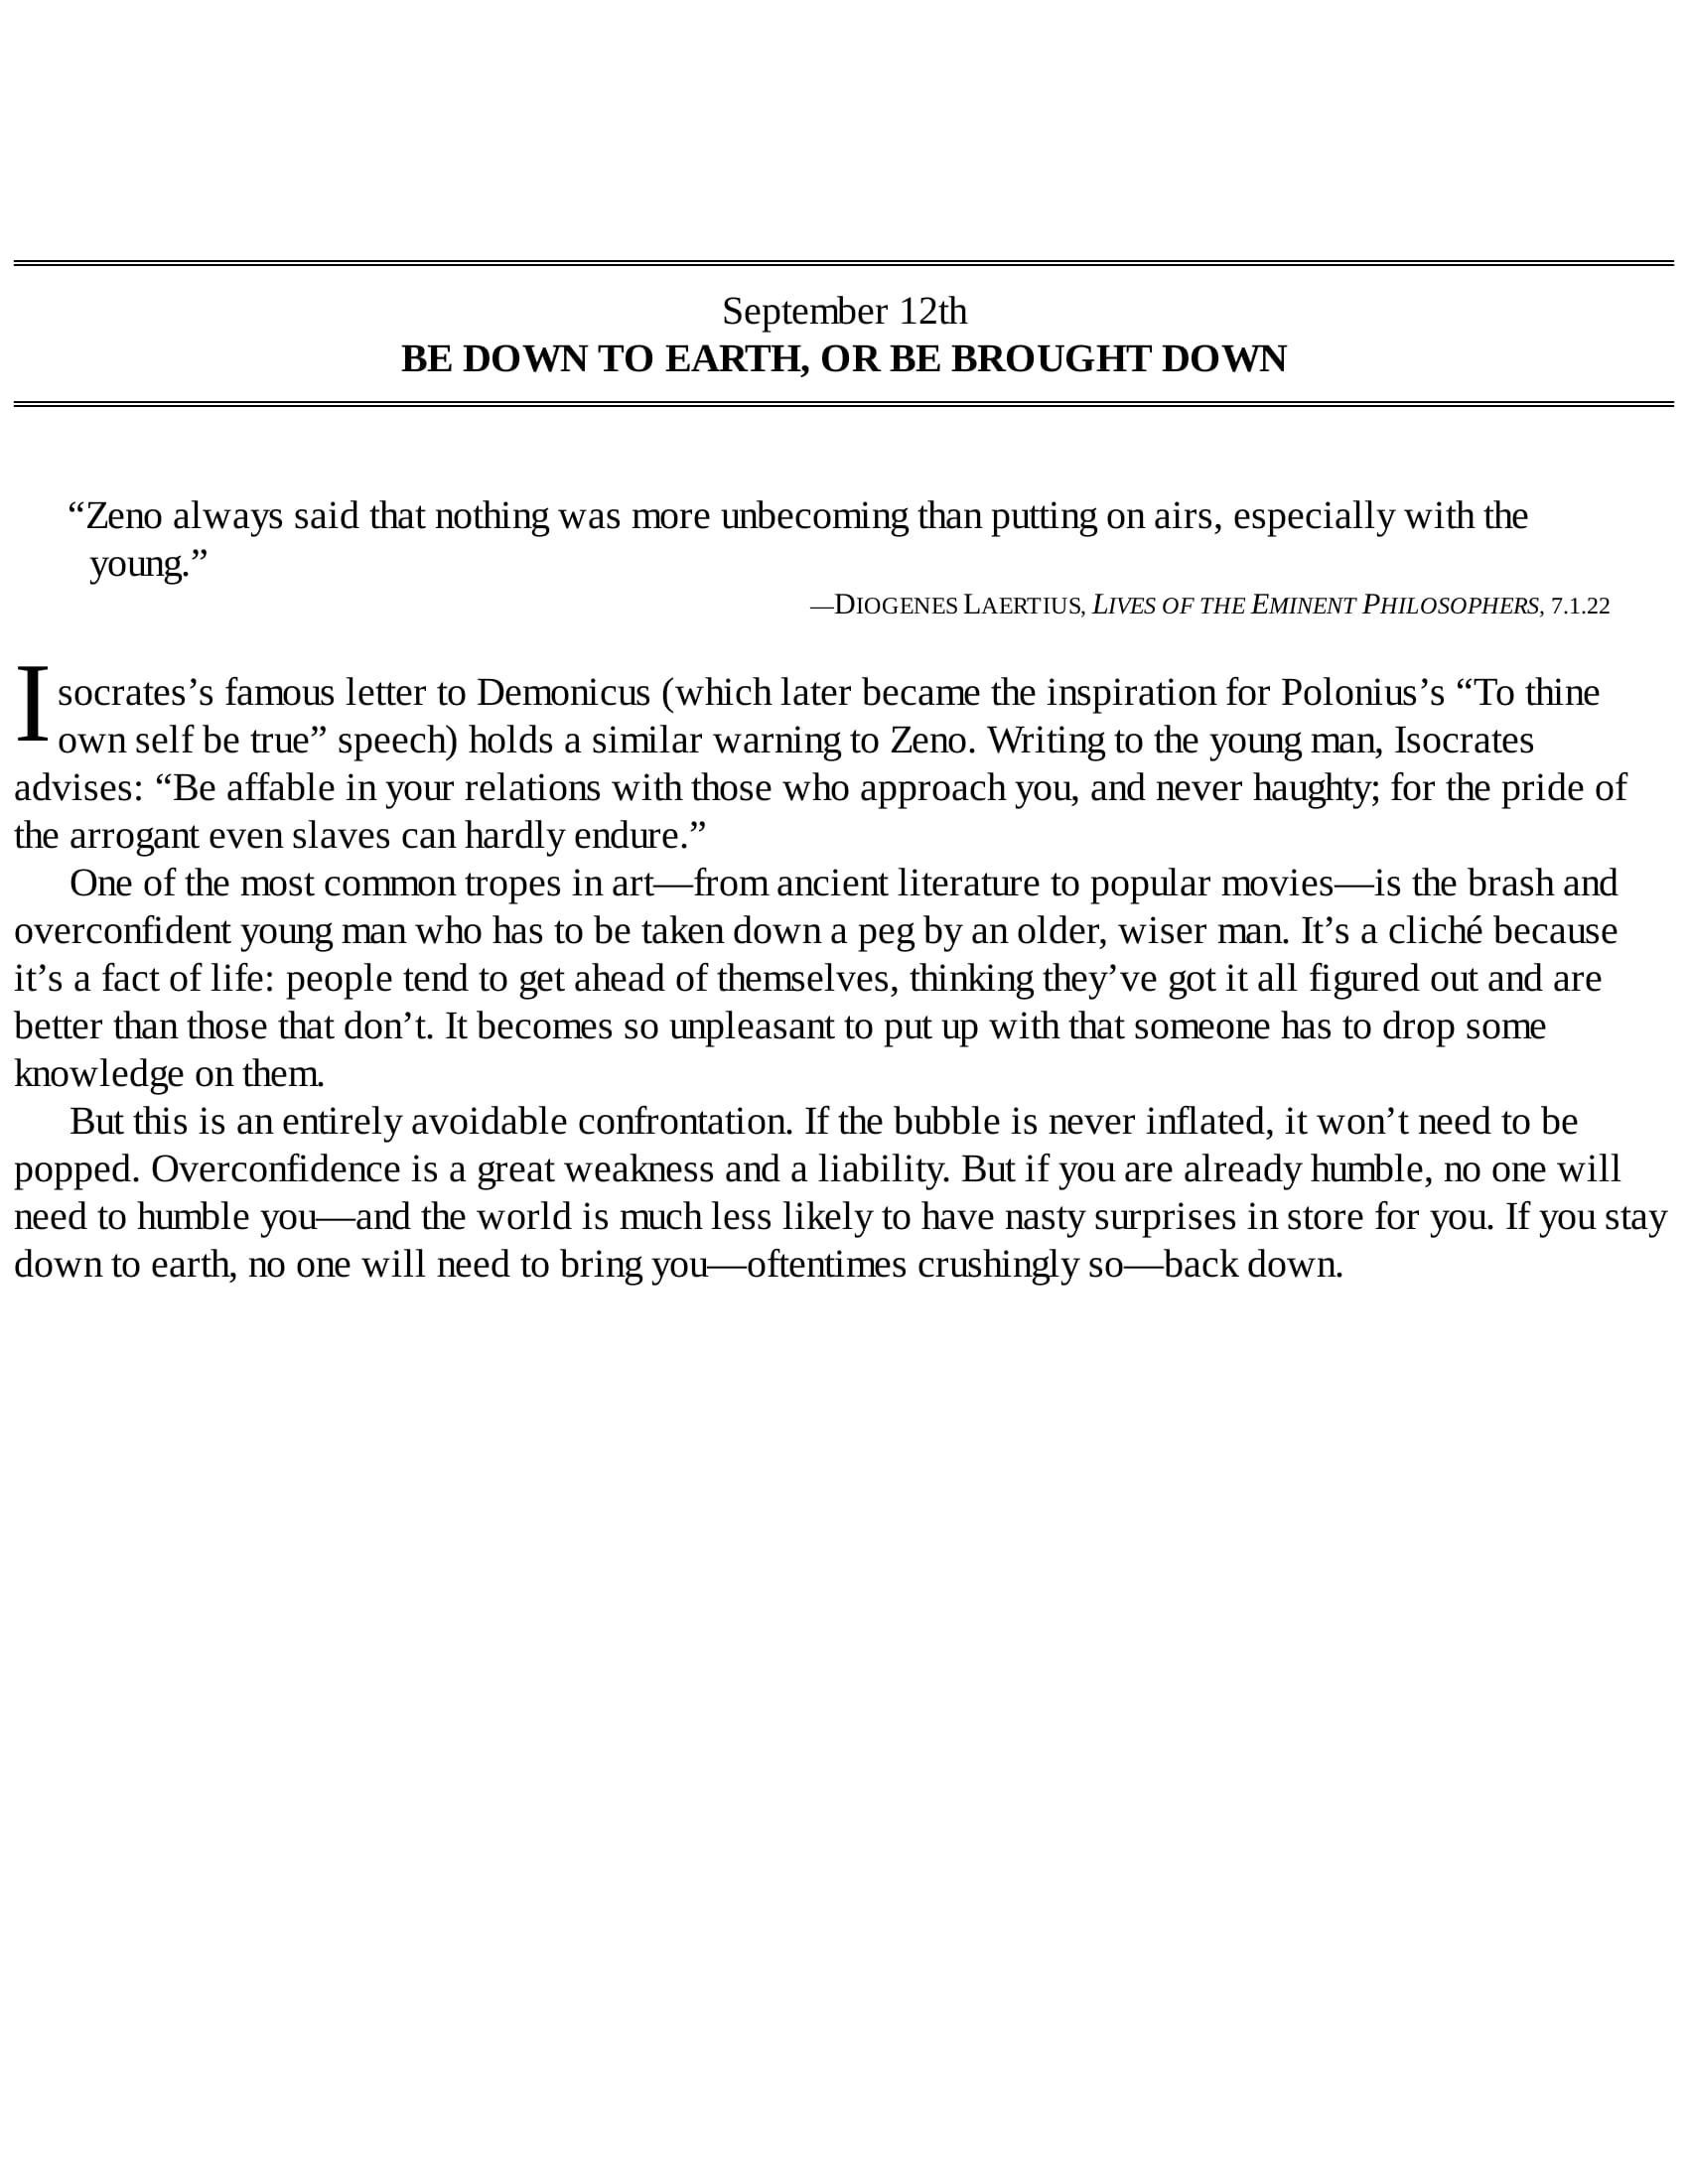 September 12th
BE DOWN TO EARTH, OR BE BROUGHT DOWN
“Zeno always said that nothing was more unbecoming than putting on airs, especially with the
young.”
—DIOGENES LAERTIUS, LIVES OF THE EMINENT PHILOSOPHERS, 7.1.22
Isocrates’s famous letter to Demonicus (which later became the inspiration for Polonius’s “To thine
own self be true” speech) holds a similar warning to Zeno. Writing to the young man, Isocrates
advises: “Be affable in your relations with those who approach you, and never haughty; for the pride of
the arrogant even slaves can hardly endure.”
One of the most common tropes in art—from ancient literature to popular movies—is the brash and
overconfident young man who has to be taken down a peg by an older, wiser man. It’s a cliché because
it’s a fact of life: people tend to get ahead of themselves, thinking they’ve got it all figured out and are
better than those that don’t. It becomes so unpleasant to put up with that someone has to drop some
knowledge on them.
But this is an entirely avoidable confrontation. If the bubble is never inflated, it won’t need to be
popped. Overconfidence is a great weakness and a liability. But if you are already humble, no one will
need to humble you—and the world is much less likely to have nasty surprises in store for you. If you stay
down to earth, no one will need to bring you—oftentimes crushingly so—back down.